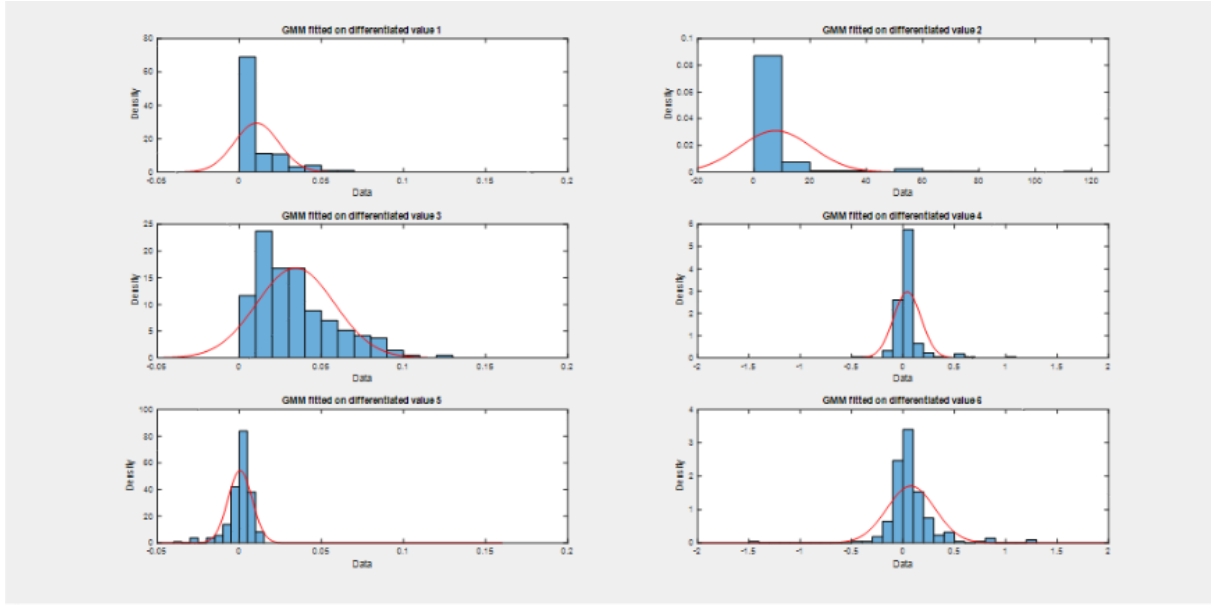 GMM fitted on differentiated value 1
80
60
40
20
0
Density
-0.05 0 0.05 0.1 0.15 0.2
Data
GMM fitted on differentiated value 2
0.1
0.08
0.06
0.04
0.02
0
Density
-20 0 20 40 60 80 100 120
Data
GMM fitted on differentiated value 3
25
20
15
10
5
0
Density
-0.05 0 0.05 0.1 0.15 0.2
Data
GMM fitted on differentiated value 4
6
5
4
3
2
1
0
Density
-2 -1.5 -1 -0.5 0 0.5 1 1.5 2
Data
GMM fitted on differentiated value 5
100
80
60
40
20
0
Density
-0.05 0 0.05 0.1 0.15 0.2
Data
GMM fitted on differentiated value 6
4
3
2
1
0
Density
-2 -1.5 -1 -0.5 0 0.5 1 1.5 2
Data